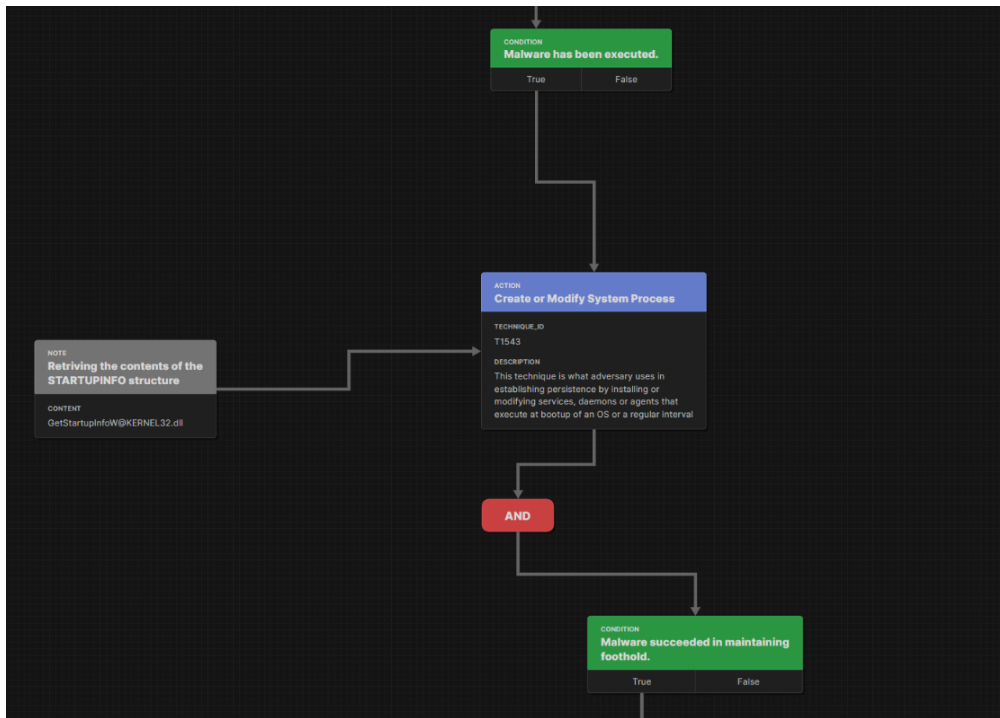 CONDITION
Malware has been executed.
True
False
ACTION
Create or Modify System Process
TECHNIQUE_ID
T1543
DESCRIPTION
This technique is what adversary uses in
establishing persistence by installing or
modifying services, daemons or agents that
execute at bootup of an OS or a regular interval
NOTE
Retriving the contents of the
STARTUPINFO structure
CONTENT
GetStartupInfoW@KERNEL32.dll
AND
CONDITION
Malware succeeded in maintaining
foothold.
True
False